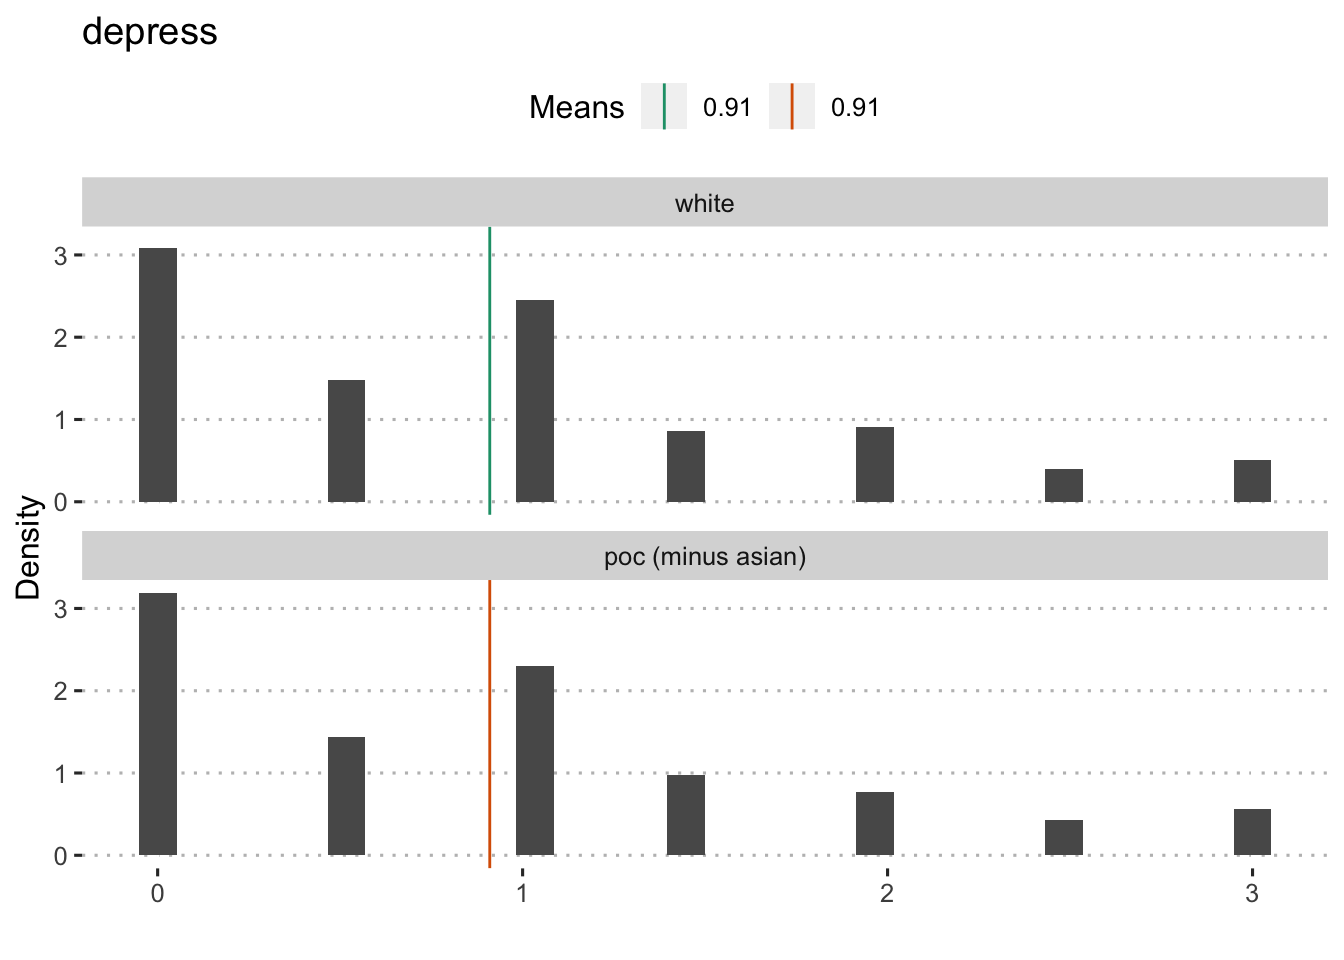 depress
Means 0.91 0.91
white
3
2
1
0
Density
poc (minus asian)
3
2
1
0
0 1 2 3